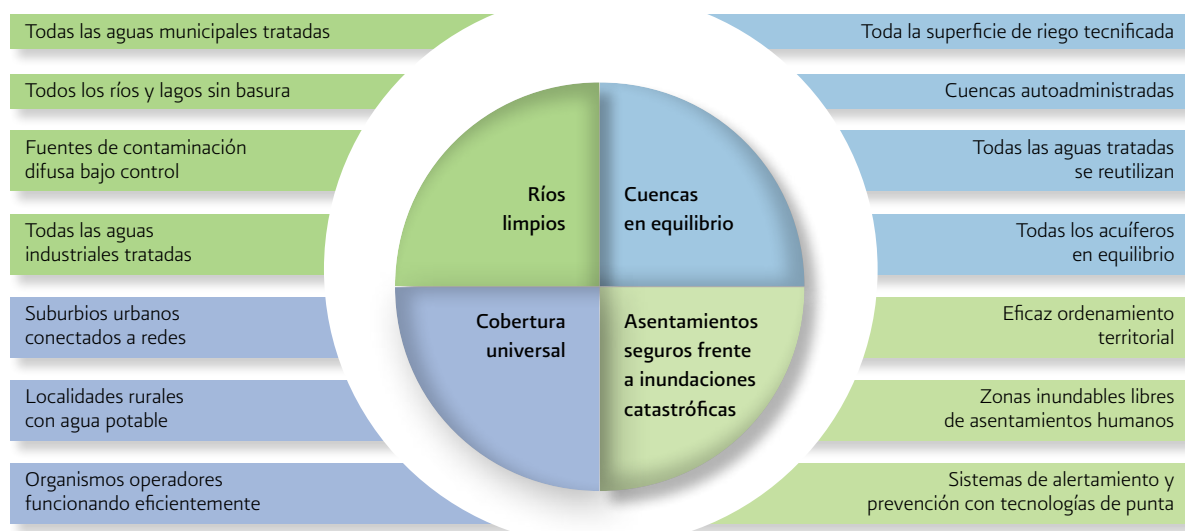 Todas las aguas municipales tratadas
Todos los ríos y lagos sin basura
Fuentes de contaminación
difusa bajo control
Todas las aguas
industriales tratadas
Suburbios urbanos
conectados a redes
Localidades rurales
con agua potable
Organismos operadores
funcionando eficientemente
Ríos
limpios
Cuencas
en equilibrio
Cobertura
universal
Asentamientos
seguros frente
a inundaciones
catastróficas
Toda la superficie de riego tecnificada
Cuencas autoadministradas
Todas las aguas tratadas
se reutilizan
Todos los acuíferos
en equilibrio
Eficaz ordenamiento
territorial
Zonas inundables libres
de asentamientos humanos
Sistemas de alertamiento y
prevención con tecnologías de punta